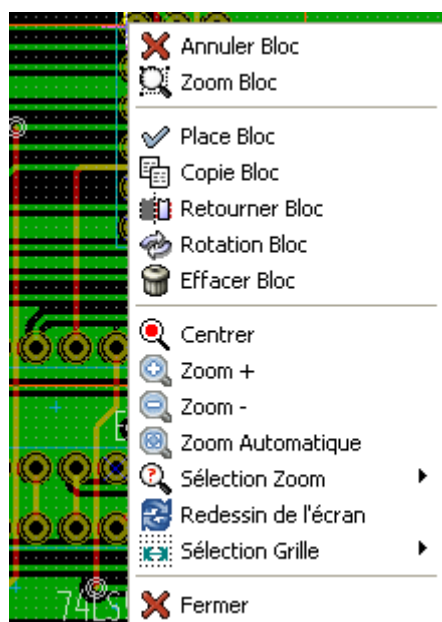 Annuler Bloc
Zoom Bloc
Place Bloc
Copie Bloc
Retourner Bloc
Rotation Bloc
Effacer Bloc
Centrer
Zoom +
Zoom -
Zoom Automatique
Sélection Zoom
Redessin de l'écran
Sélection Grille
Fermer
74LS